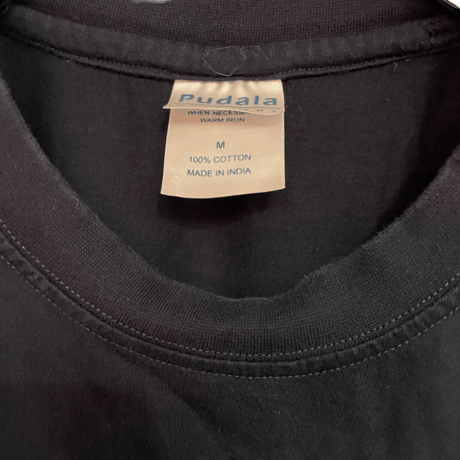 Pudala
WHEN NECESS
WARM IRON
M
100% COTTON
MADE IN INDIA